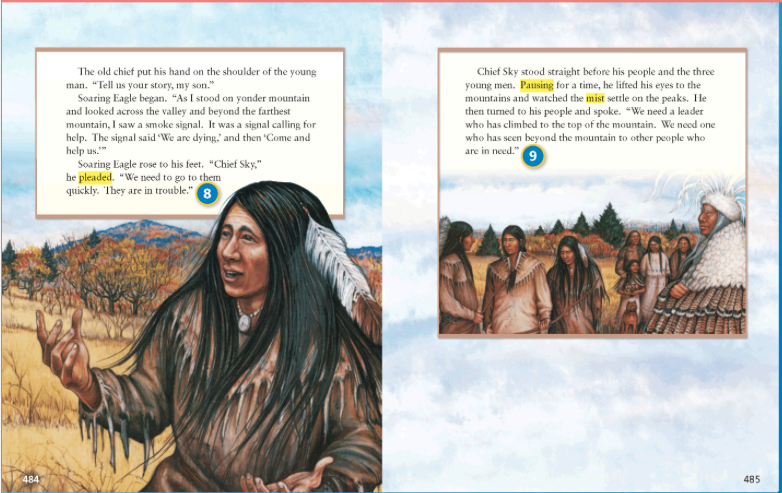 The old chief put his hand on the shoulder of the young
man. “Tell us your story, my son.”
Soaring Eagle began. “As I stood on yonder mountain
and looked across the valley and beyond the farthest
mountain, I saw a smoke signal. It was a signal calling for
help. The signal said ‘We are dying,’ and then ‘Come and
help us.’”
Soaring Eagle rose to his feet. “Chief Sky,”
he pleaded. “We need to go to them
quickly. They are in trouble.”
8
484
Chief Sky stood straight before his people and the three
young men. Pausing for a time, he lifted his eyes to the
mountains and watched the mist settle on the peaks. He
then turned to his people and spoke. “We need a leader
who has climbed to the top of the mountain. We need one
who has seen beyond the mountain to other people who
are in need.”
9
485